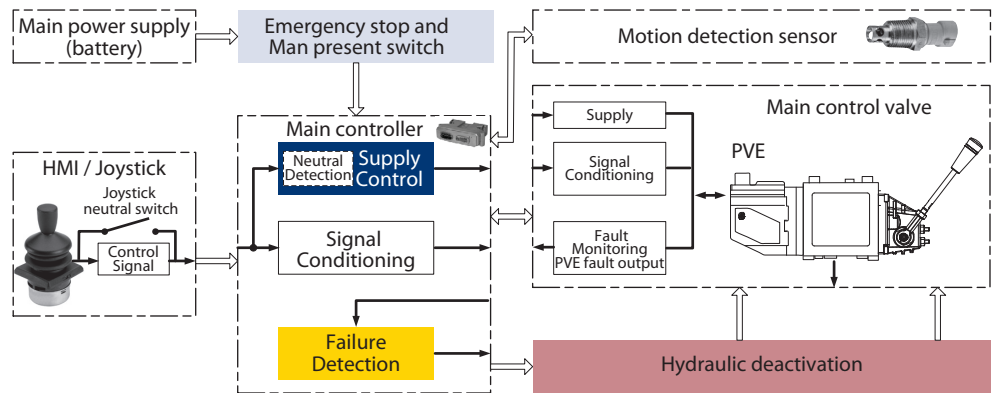 Main power supply
(battery)
Emergency stop and
Man present switch
Motion detection sensor
Main controller
Neutral
Detection
Supply
Control
Signal
Conditioning
Failure
Detection
HMI / Joystick
Joystick
neutral switch
Control
Signal
Main control valve
Supply
Signal
Conditioning
Fault
Monitoring
PVE fault output
PVE
Hydraulic deactivation